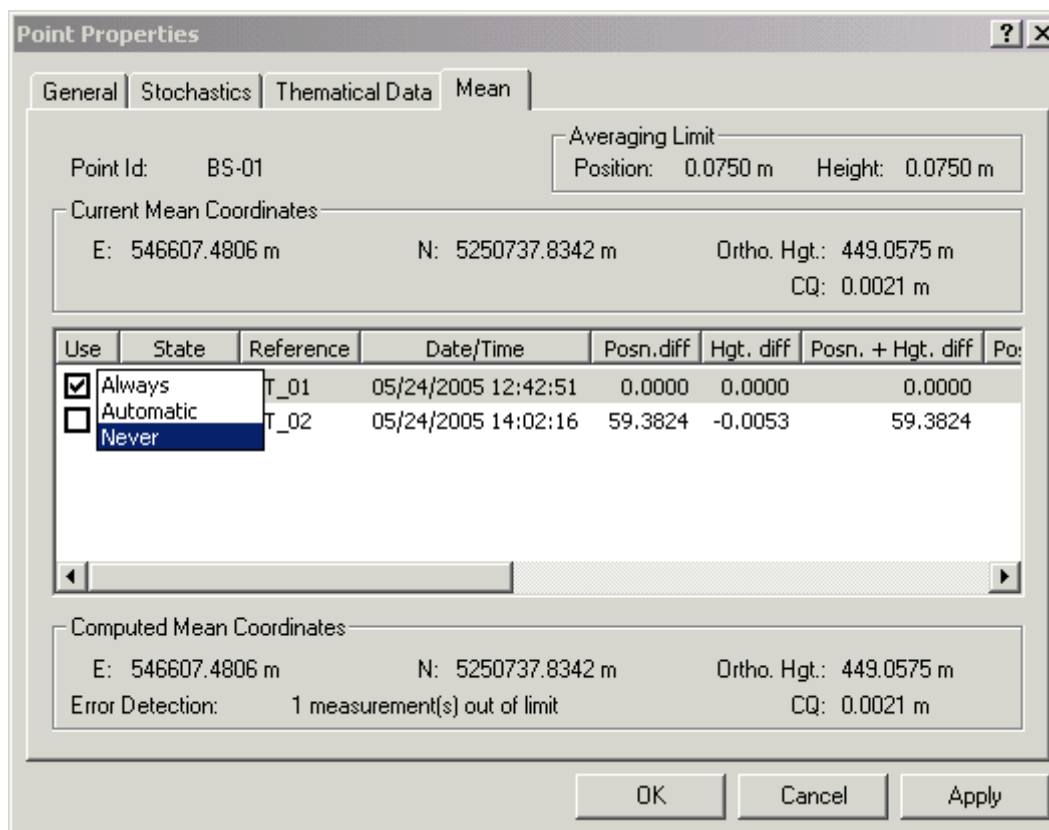 Point Properties
General Stochastics Thematical Data Mean
Averaging Limit
Point Id: BS-01 Position: 0.0750 m Height: 0.0750 m
Current Mean Coordinates
E: 546607.4806 m N: 5250737.8342 m Ortho. Hgt.: 449.0575 m
CQ: 0.0021 m
Use State Reference Date/Time Posn.diff Hgt. diff Posn. + Hgt. diff Po
Always T_01 05/24/2005 12:42:51 0.0000 0.0000 0.0000
Automatic T_02 05/24/2005 14:02:16 59.3824 -0.0053 59.3824
Never
Computed Mean Coordinates
E: 546607.4806 m N: 5250737.8342 m Ortho. Hgt.: 449.0575 m
Error Detection: 1 measurement(s) out of limit CQ: 0.0021 m
OK Cancel Apply